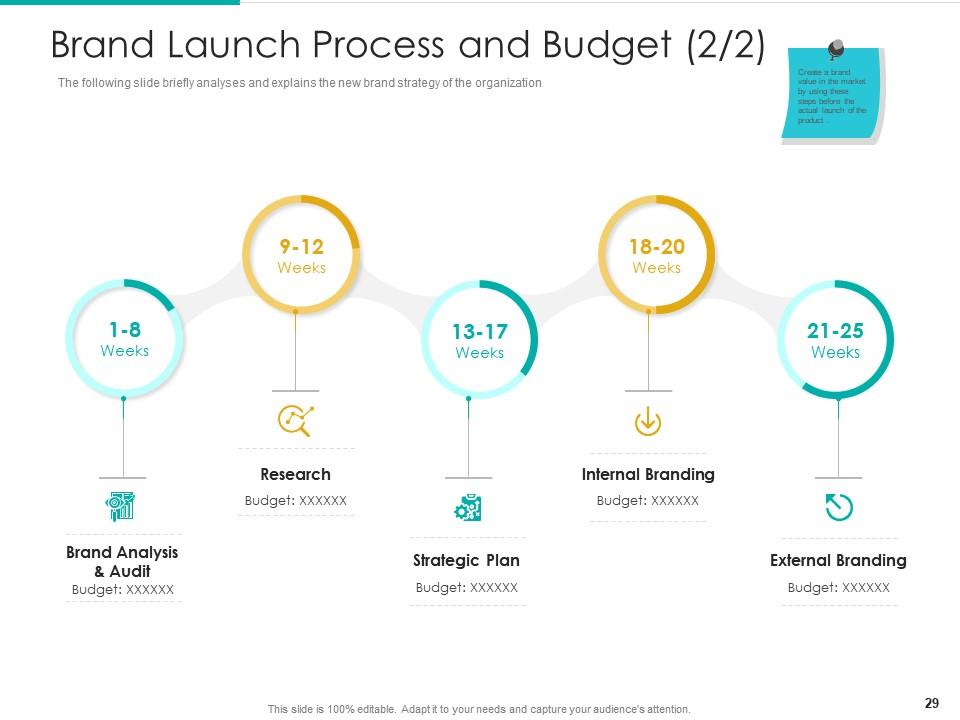 Brand Launch Process and Budget (2/2)
The following slide briefly analyses and explains the new brand strategy of the organization
Create a brand
value in the market
by using these
steps before the
actual launch of the
product .
1-8
Weeks
9-12
Weeks
13-17
Weeks
18-20
Weeks
21-25
Weeks
Brand Analysis
& Audit
Budget: XXXXXX
Research
Budget: XXXXXX
Strategic Plan
Budget: XXXXXX
Internal Branding
Budget: XXXXXX
External Branding
Budget: XXXXXX
This slide is 100% editable. Adapt it to your needs and capture your audience's attention.
29